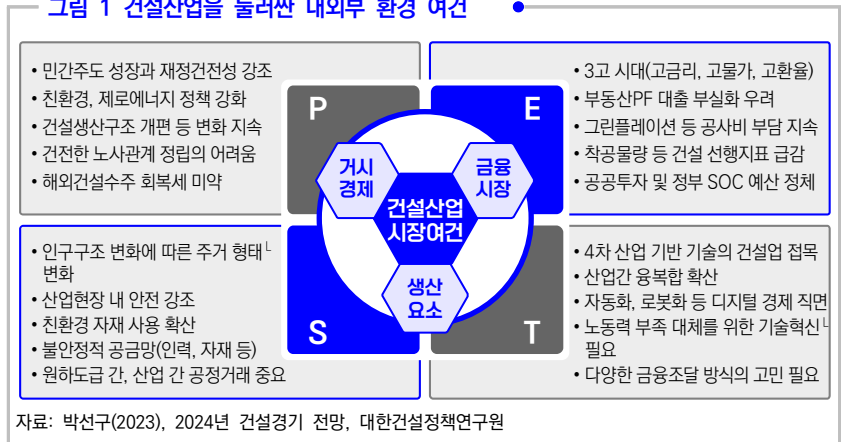 그림 1 건설산업을 둘러싼 내외부 환경 여건
• 민간주도 성장과 재정건전성 강조
• 친환경, 제로에너지 정책 강화
• 건설생산구조 개편 등 변화 지속
• 건전한 노사관계 정립의 어려움
• 해외건설수주 회복세 미약
P
E
• 3고 시대(고금리, 고물가, 고환율)
• 부동산PF 대출 부실화 우려
• 그린플레이션 등 공사비 부담 지속
• 착공물량 등 건설 선행지표 급감
• 공공투자 및 정부 SOC 예산 정체
거시
경제
금융
시장
건설산업
시장여건
생산
요소
• 인구구조 변화에 따른 주거 형태└
변화
• 산업현장 내 안전 강조
• 친환경 자재 사용 확산
• 불안정적 공급망(인력, 자재 등)
• 원하도급 간, 산업 간 공정거래 중요
S
T
• 4차 산업 기반 기술의 건설업 접목
• 산업간 융복합 확산
• 자동화, 로봇화 등 디지털 경제 직면
• 노동력 부족 대체를 위한 기술혁신└
필요
• 다양한 금융조달 방식의 고민 필요
자료: 박선구(2023), 2024년 건설경기 전망, 대한건설정책연구원